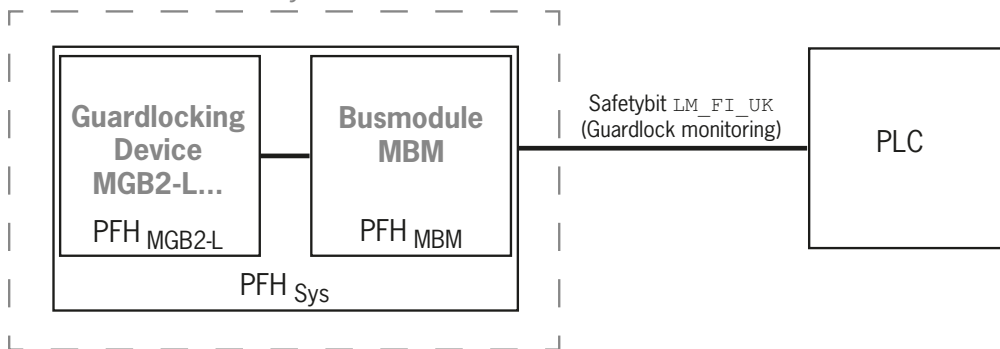 Guardlocking
Device
MGB2-L...
PFH MGB2-L
Busmodule
MBM
PFH MBM
PFH Sys
Safetybit LM_FI_UK
(Guardlock monitoring)
PLC